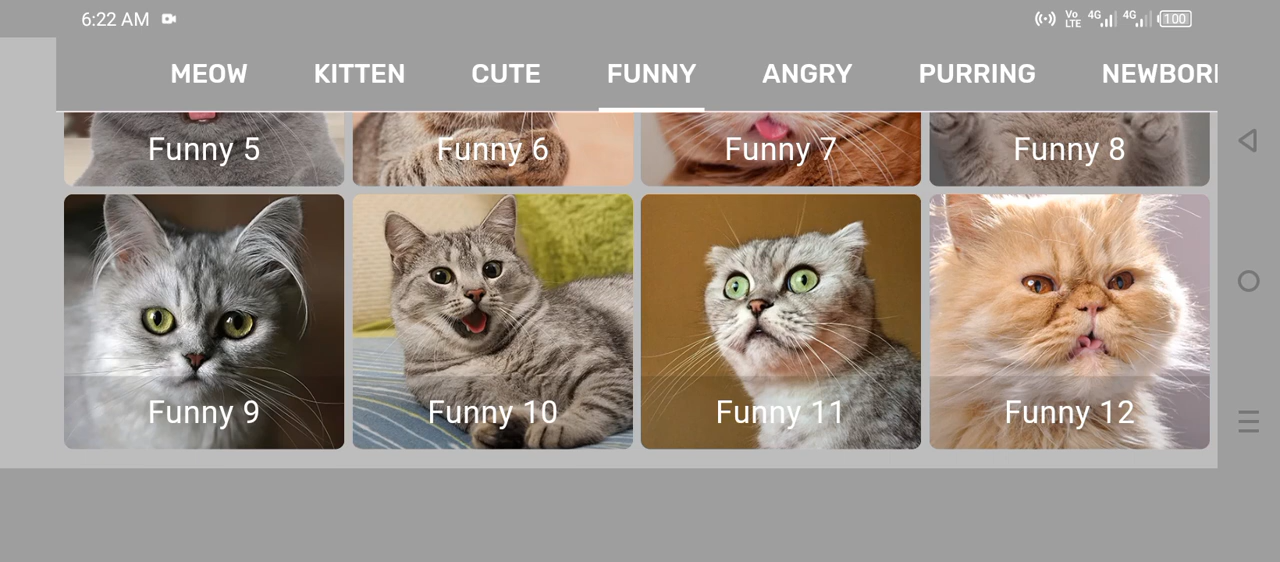 6:22 AM
Vo LTE 4G 4G 100
MEOW KITTEN CUTE FUNNY ANGRY PURRING NEWBOR
Funny 5 Funny 6 Funny 7 Funny 8
Funny 9 Funny 10 Funny 11 Funny 12